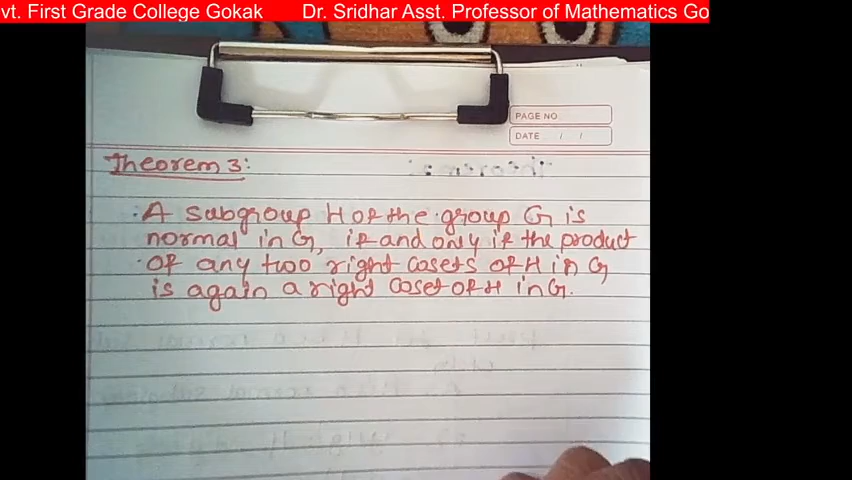 vt. First Grade College Gokak Dr. Sridhar Asst. Professor of Mathematics Go
PAGE NO
DATE / /
Theorem 3:
A subgroup H of the group G is
normal in G, if and only if the product
of any two right cosets of H in G
is again a right coset of H in G.